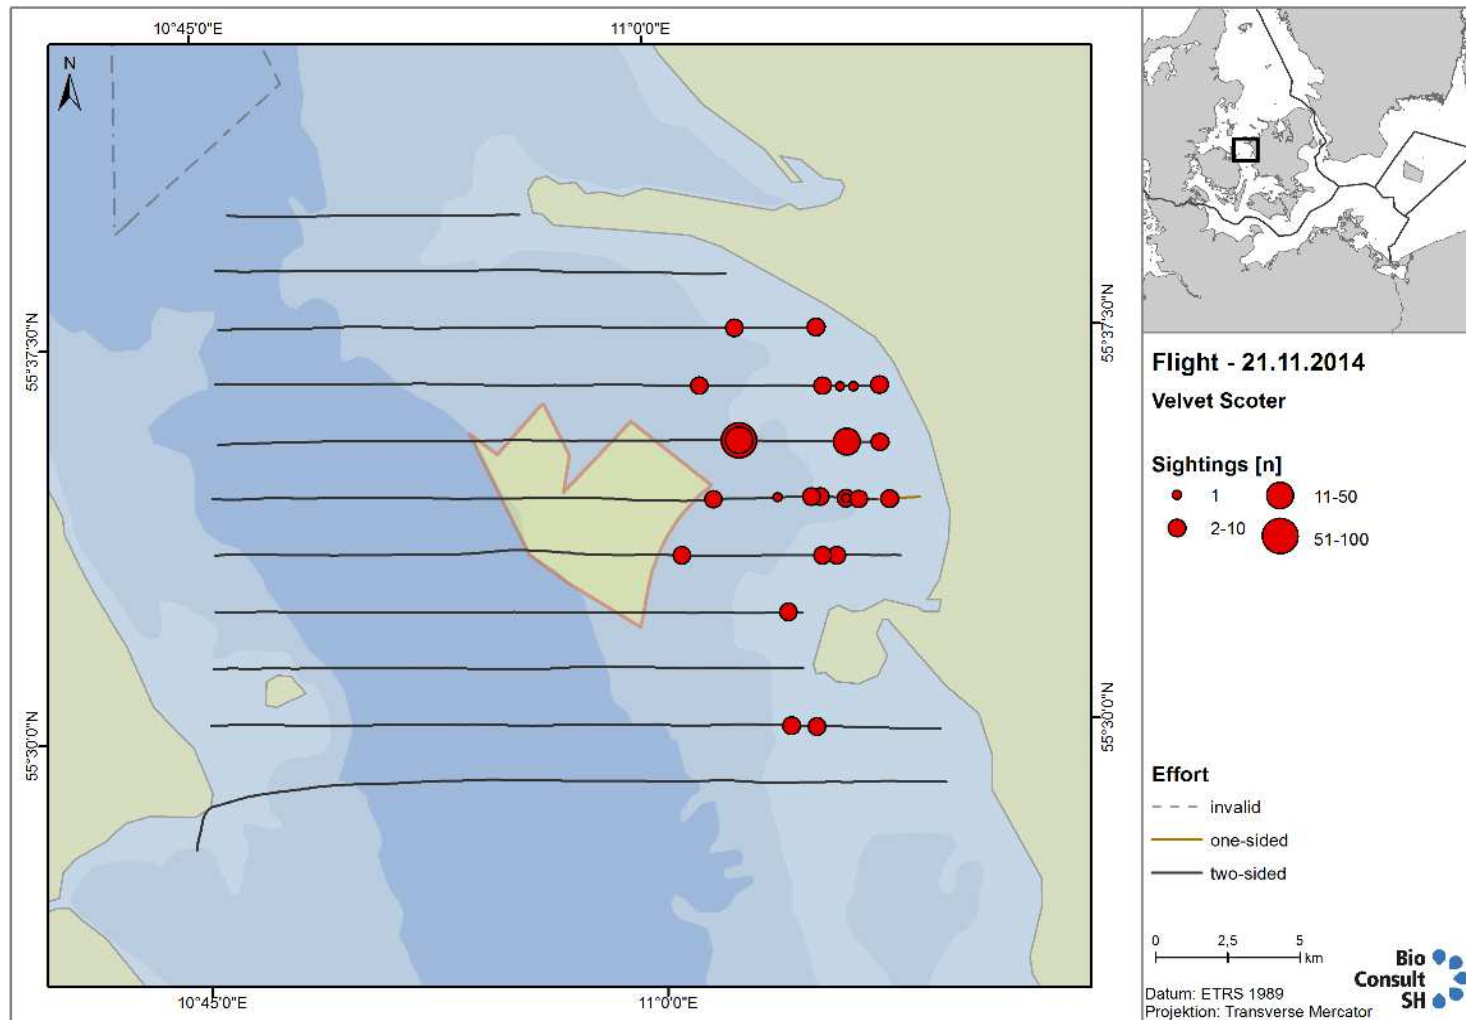 10°45'0"E
11°0'0"E
N
55°37'30"N
55°37'30"N
55°30'0"N
55°30'0"N
10°45'0"E
11°0'0"E
Flight - 21.11.2014
Velvet Scoter
Sightings [n]
1
11-50
2-10
51-100
Effort
invalid
one-sided
two-sided
0 2,5 5
km
Bio
Consult
SH
Datum: ETRS 1989
Projektion: Transverse Mercator